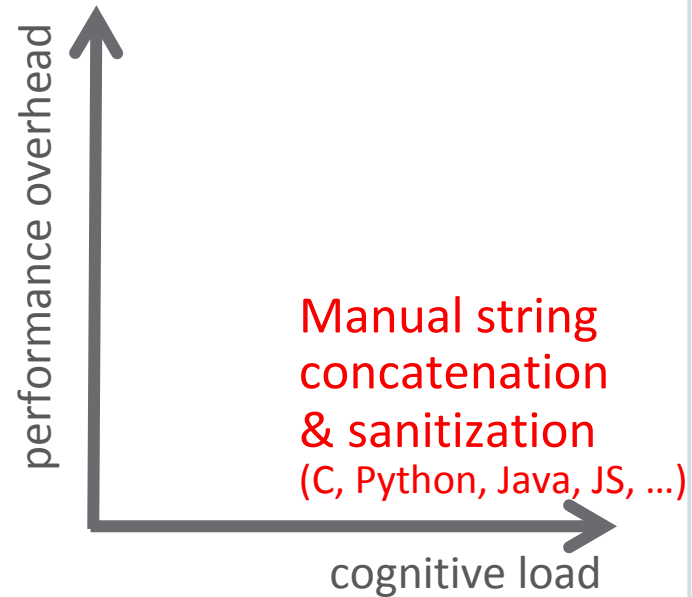 performance overhead
Manual string
concatenation
& sanitization
(C, Python, Java, JS, …)
cognitive load